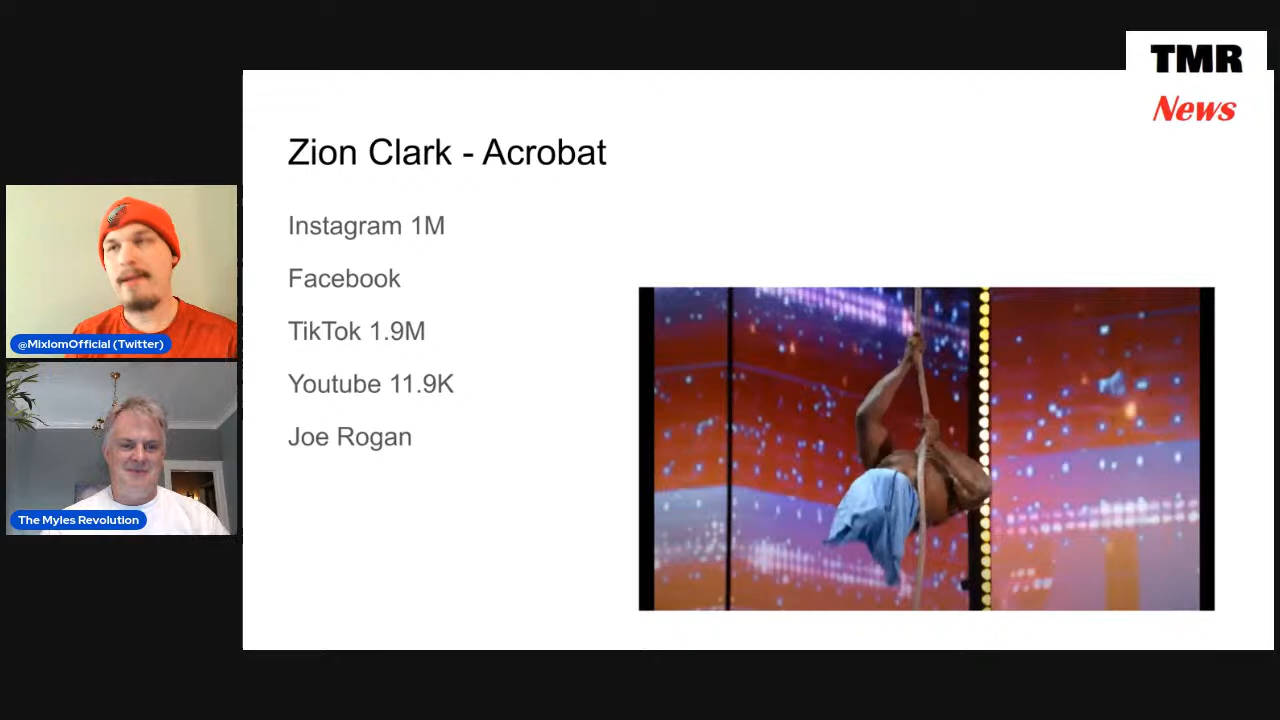 TMR
News
Zion Clark - Acrobat
Instagram 1M
Facebook
TikTok 1.9M
Youtube 11.9K
Joe Rogan
@MixlomOfficial (Twitter)
The Myles Revolution